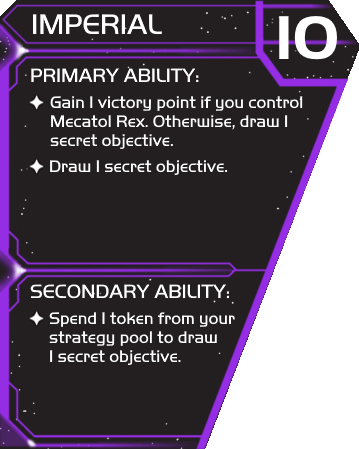 IMPERIAL
10
PRIMARY ABILITY:
Gain 1 victory point if you control
Mecatol Rex. Otherwise, draw 1
secret objective.
Draw 1 secret objective.
SECONDARY ABILITY:
Spend 1 token from your
strategy pool to draw
1 secret objective.